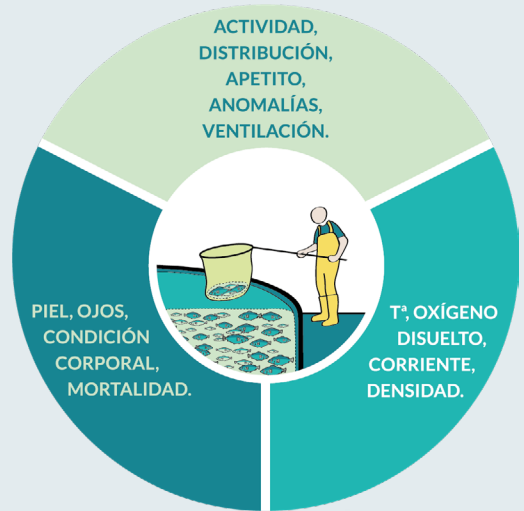 ACTIVIDAD,
DISTRIBUCIÓN,
APETITO,
ANOMALÍAS,
VENTILACIÓN.
PIEL, OJOS,
CONDICIÓN
CORPORAL,
MORTALIDAD.
Tª, OXÍGENO
DISUELTO,
CORRIENTE,
DENSIDAD.